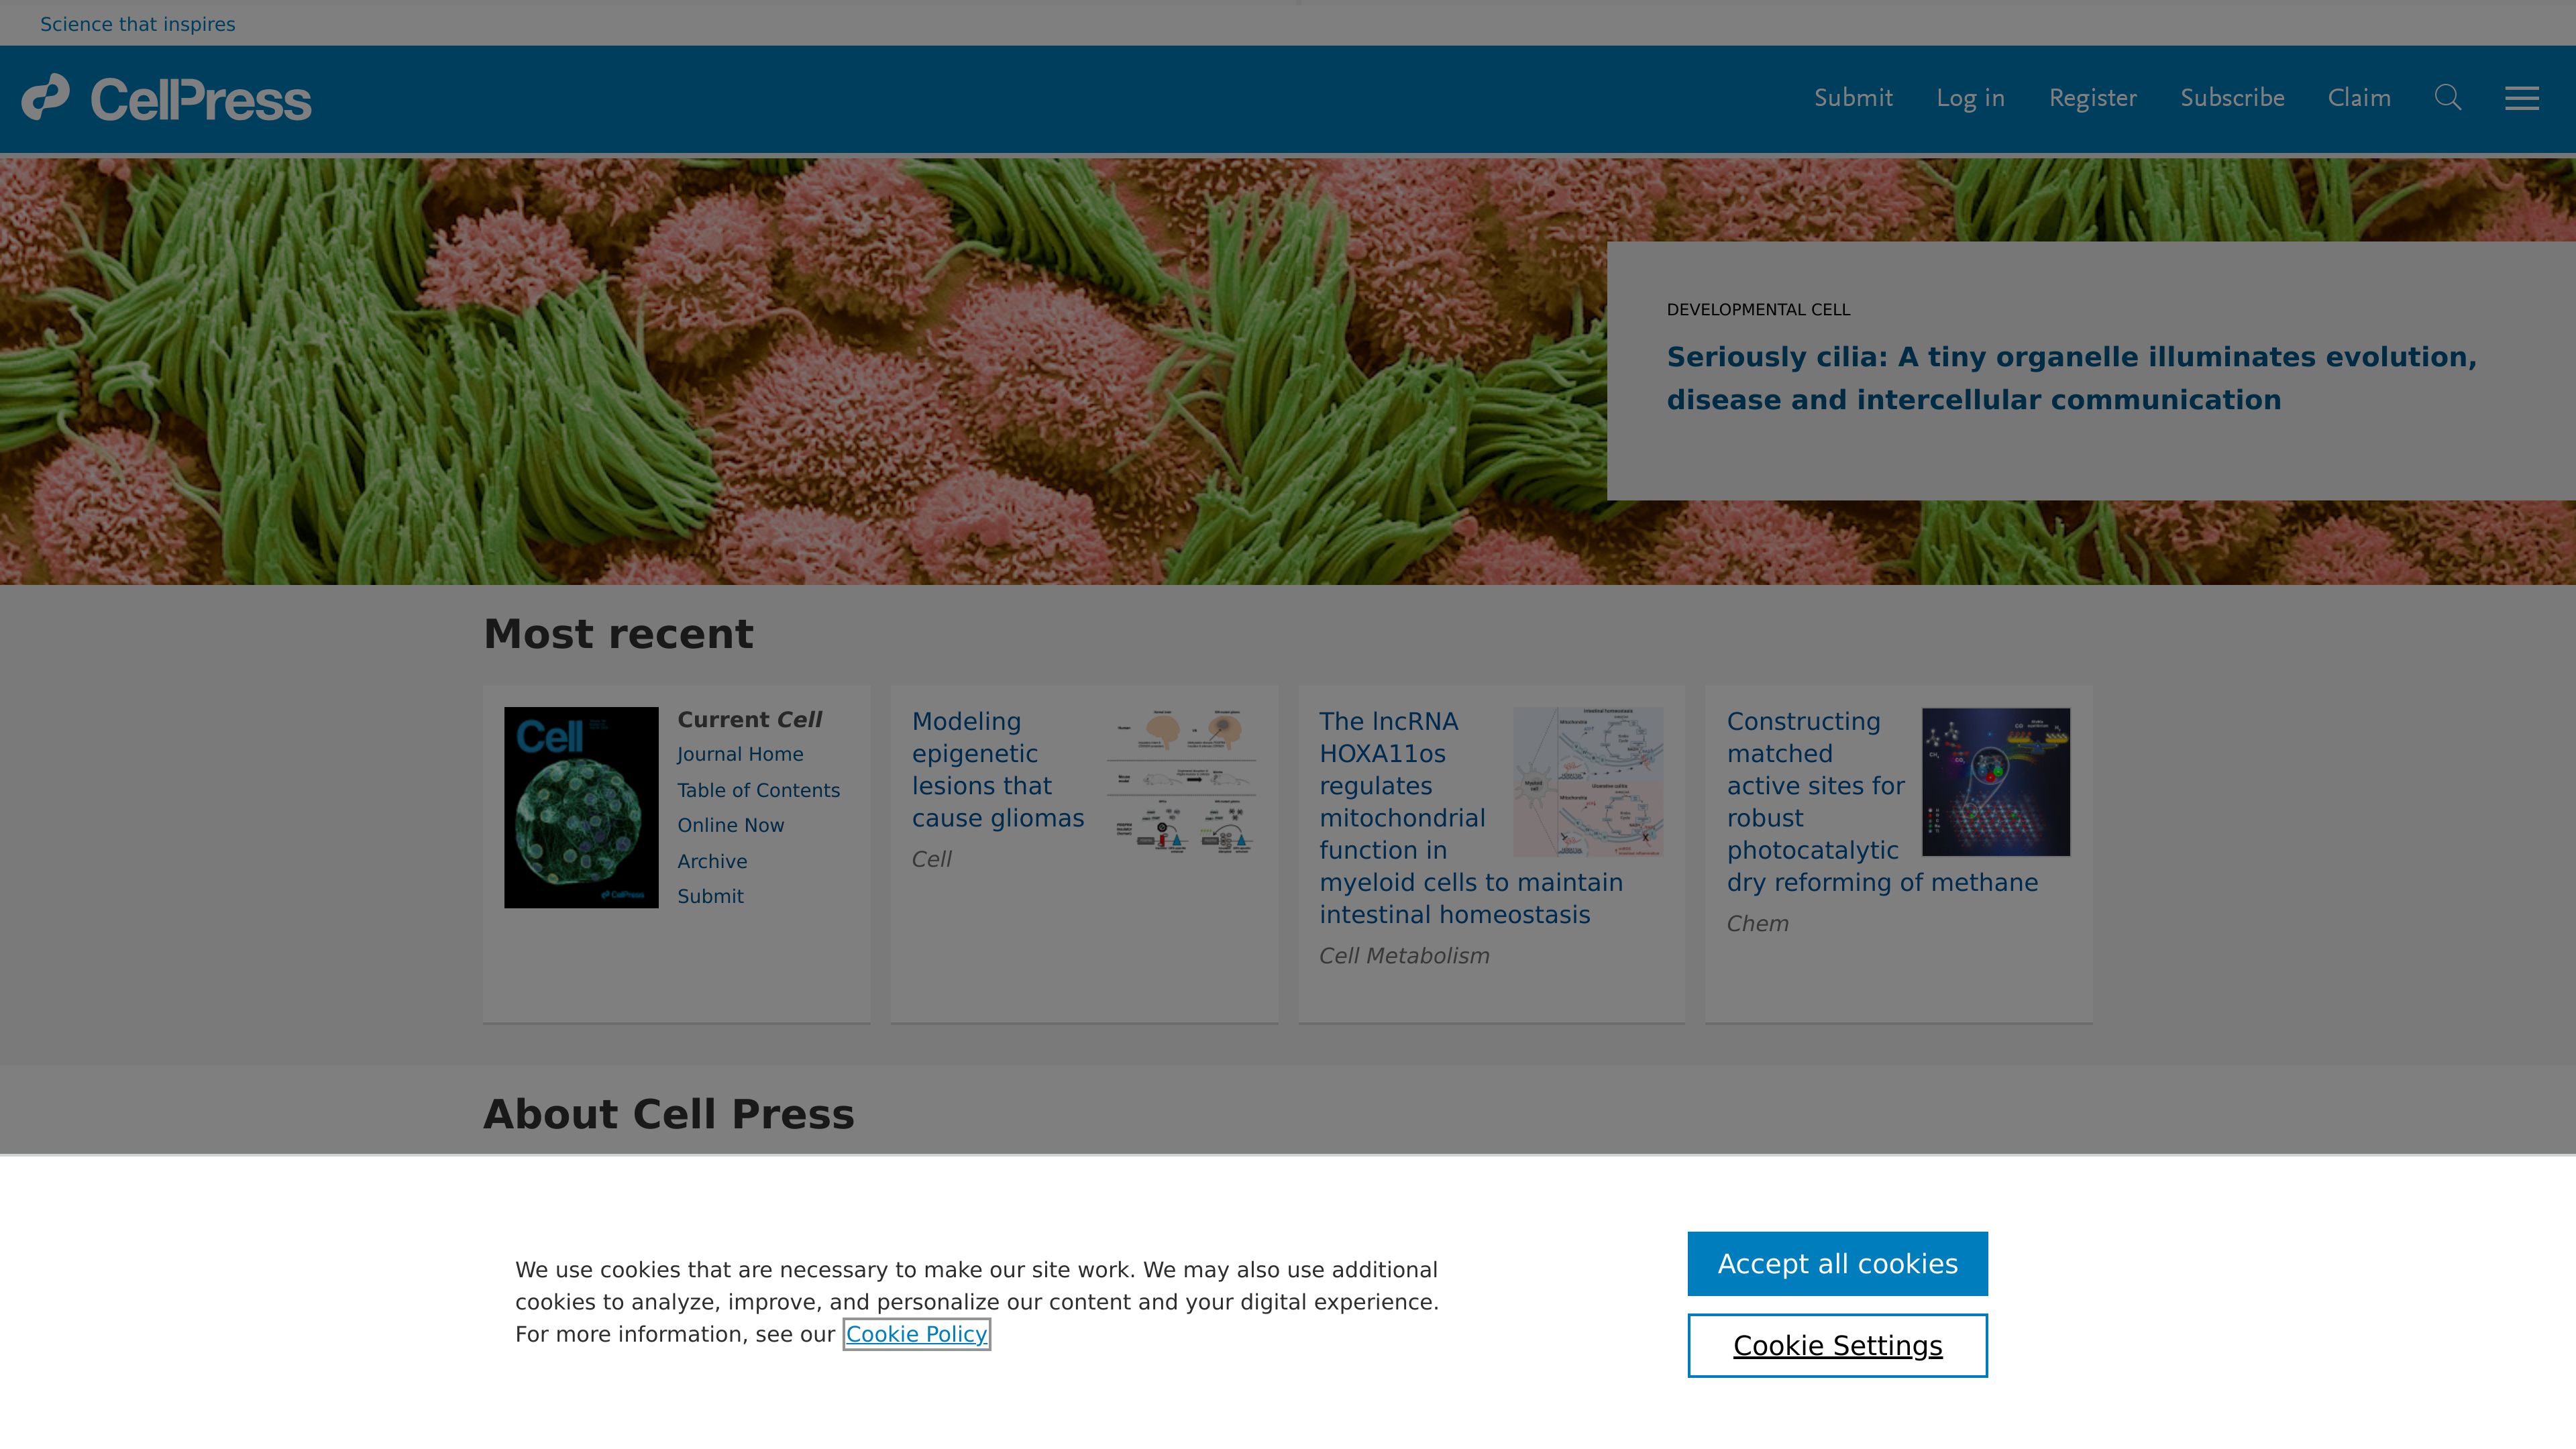 Science that inspires
CellPress
Submit
Log in
Register
Subscribe
Claim
DEVELOPMENTAL CELL
Seriously cilia: A tiny organelle illuminates evolution,
disease and intercellular communication
Most recent
Cell
CellPress
Current Cell
Journal Home
Table of Contents
Online Now
Archive
Submit
Modeling
epigenetic
lesions that
cause gliomas
Cell
The lncRNA
HOXA11os
regulates
mitochondrial
function in
myeloid cells to maintain
intestinal homeostasis
Cell Metabolism
Constructing
matched
active sites for
robust
photocatalytic
dry reforming of methane
Chem
About Cell Press
We use cookies that are necessary to make our site work. We may also use additional
cookies to analyze, improve, and personalize our content and your digital experience.
For more information, see our Cookie Policy
Accept all cookies
Cookie Settings